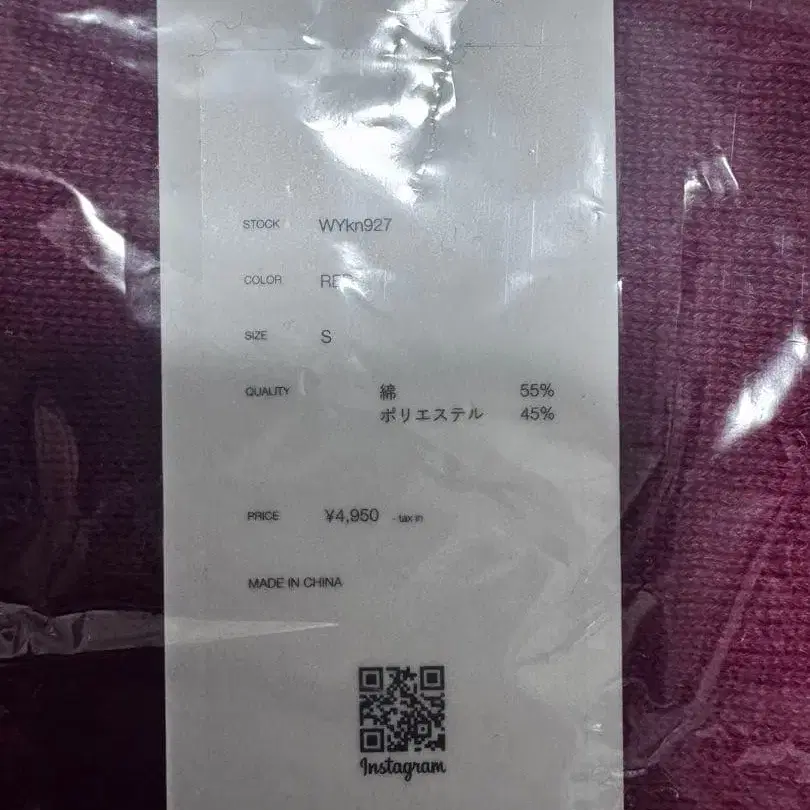 STOCK WYkn927
COLOR RED
SIZE S
QUALITY 綿 55%
ポリエステル 45%
PRICE ¥4,950 - tax in
MADE IN CHINA
Instagram